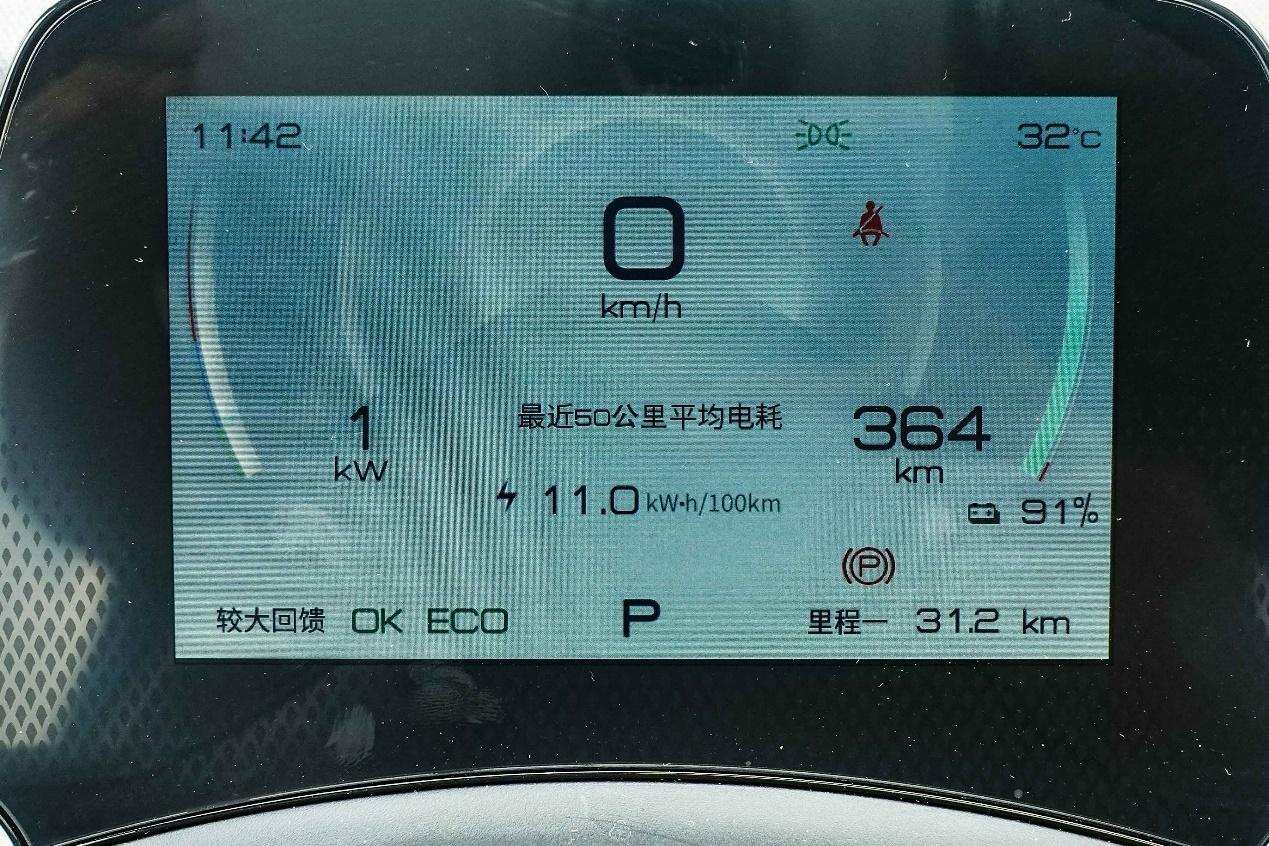 11:42
32°C
0
km/h
最近50公里平均电耗
1
kW
364
km
11.0 kW·h/100km
91%
P
较大回馈 OK ECO
P
里程一 31.2 km